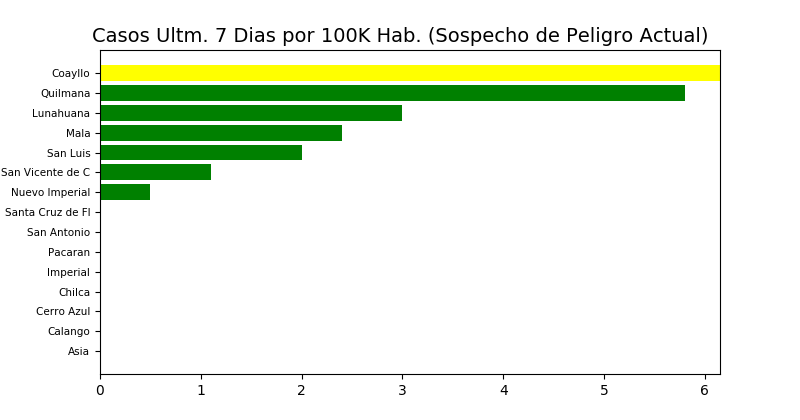 Casos Ultm. 7 Dias por 100K Hab. (Sospecho de Peligro Actual)
Coayllo
Quilmana
Lunahuana
Mala
San Luis
San Vicente de C
Nuevo Imperial
Santa Cruz de Fl
San Antonio
Pacaran
Imperial
Chilca
Cerro Azul
Calango
Asia
0 1 2 3 4 5 6